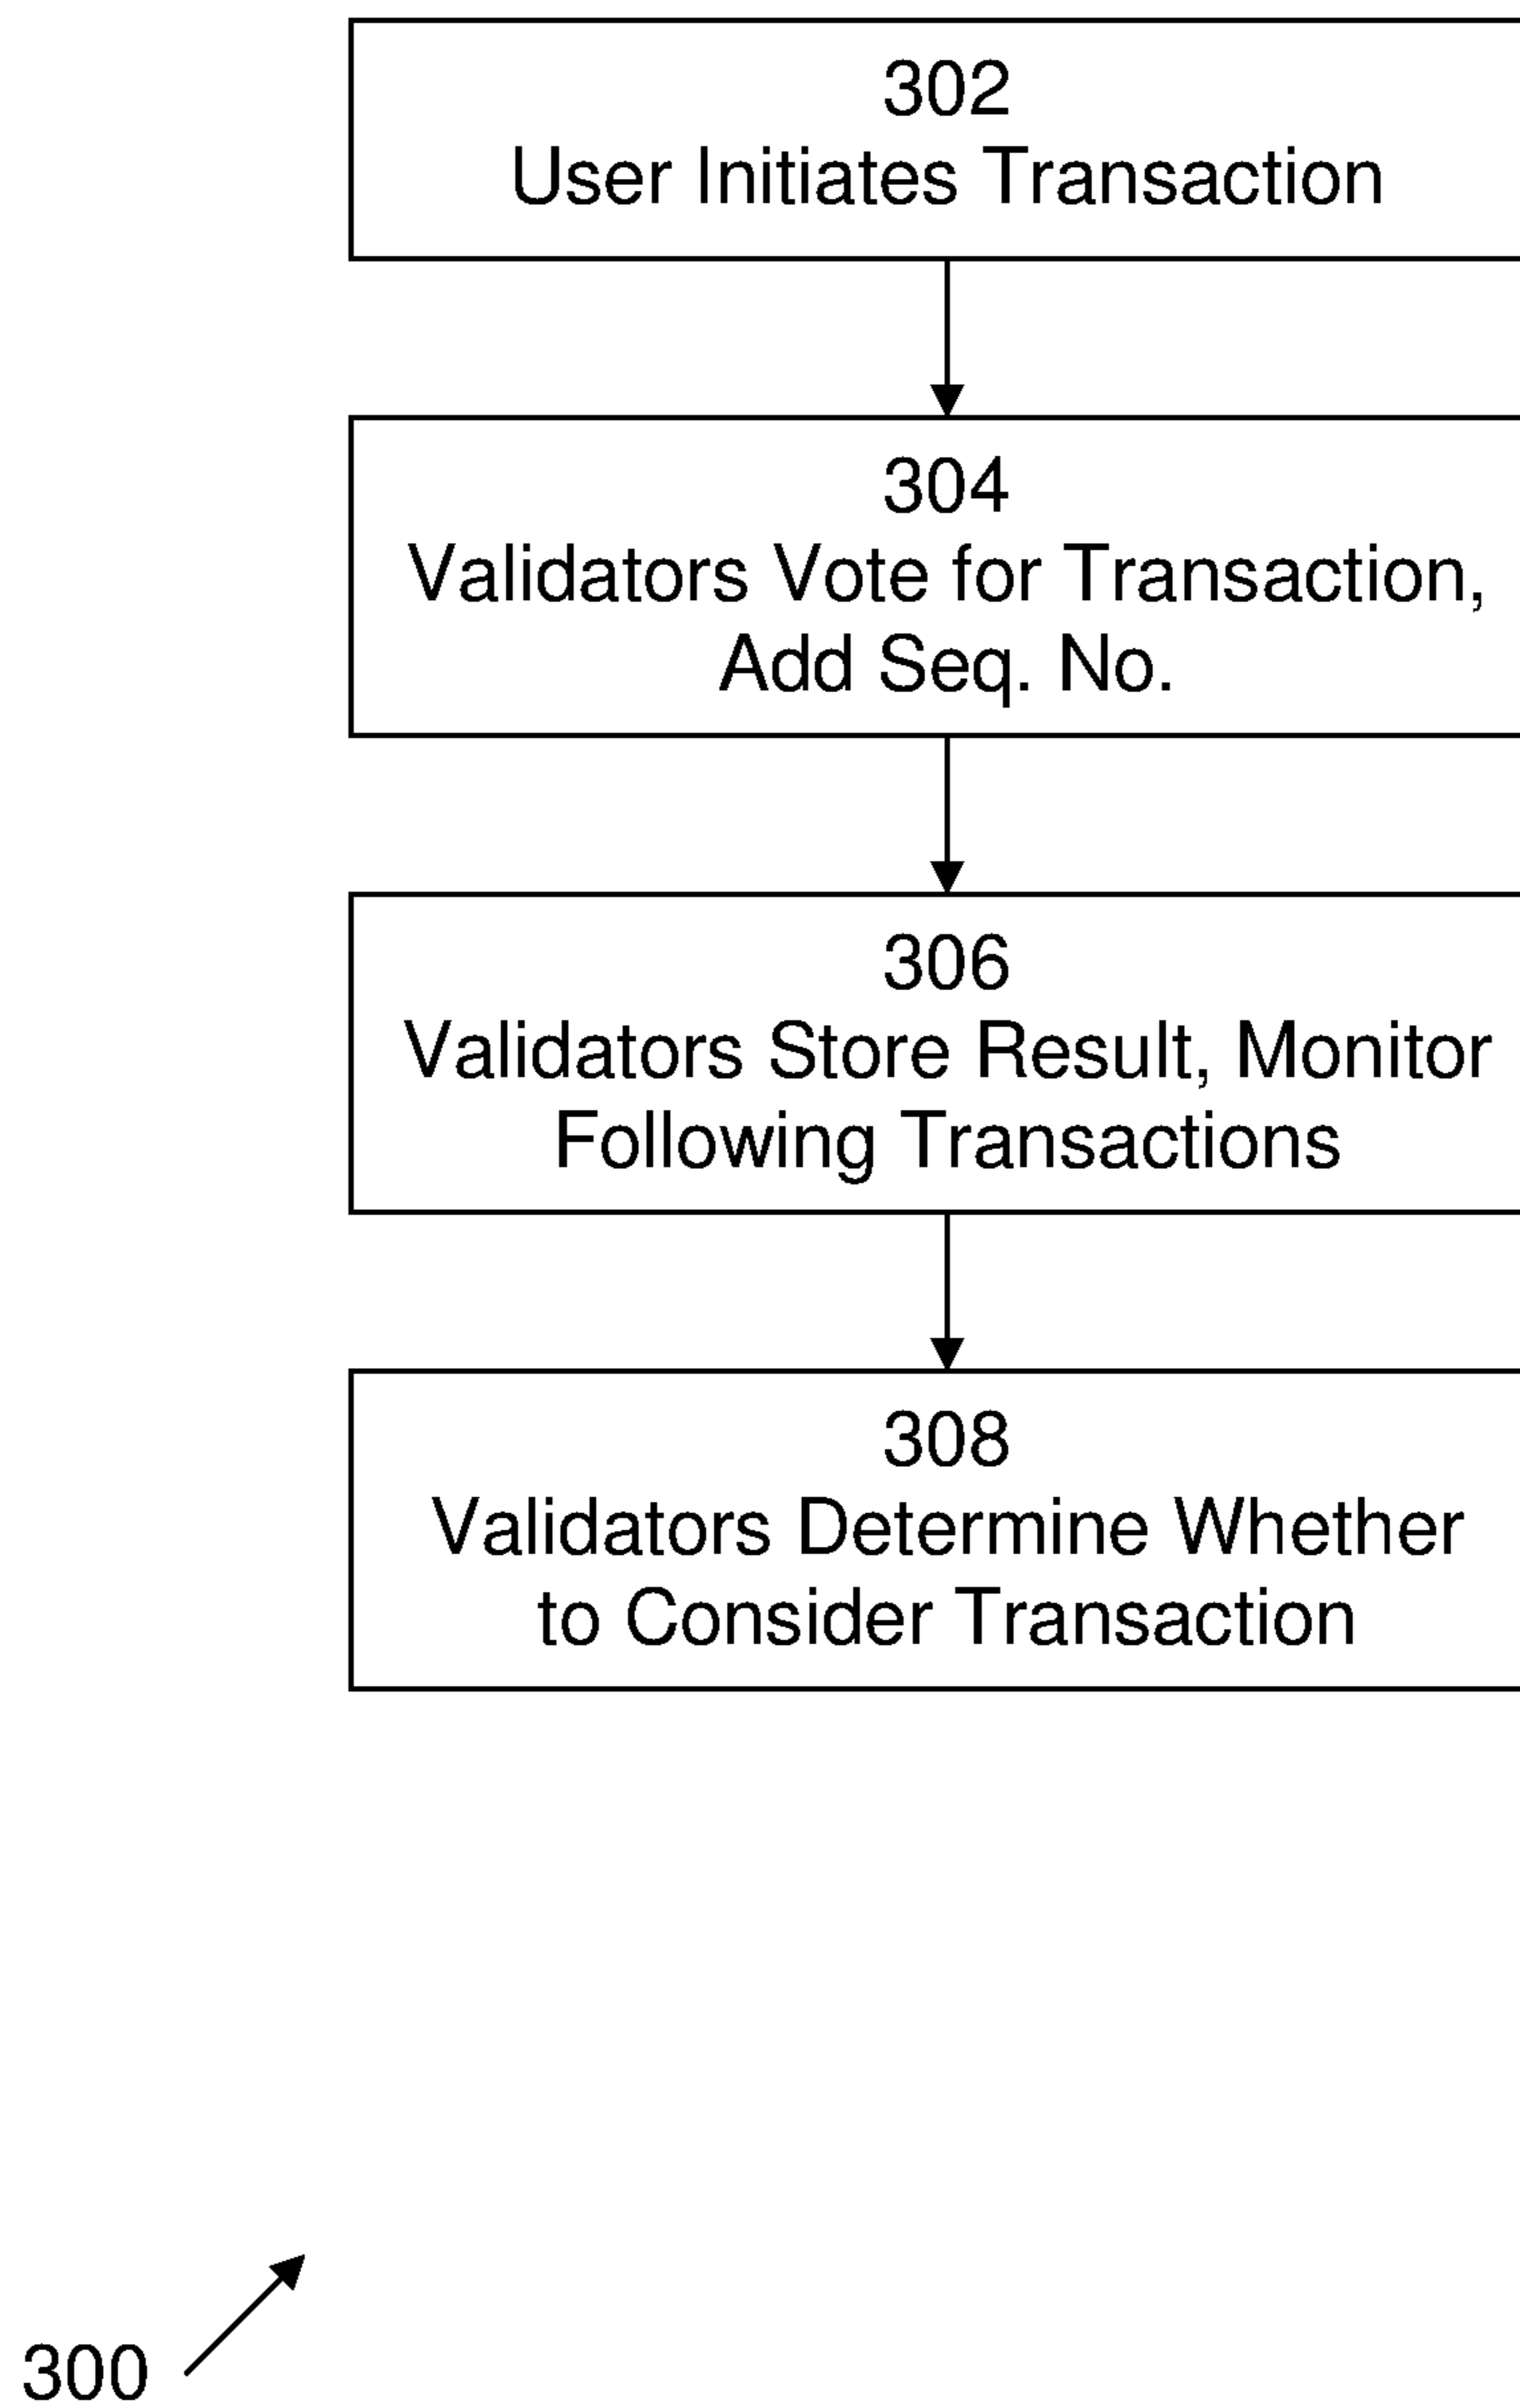 302
User Initiates Transaction
304
Validators Vote for Transaction,
Add Seq. No.
306
Validators Store Result, Monitor
Following Transactions
308
Validators Determine Whether
to Consider Transaction
300